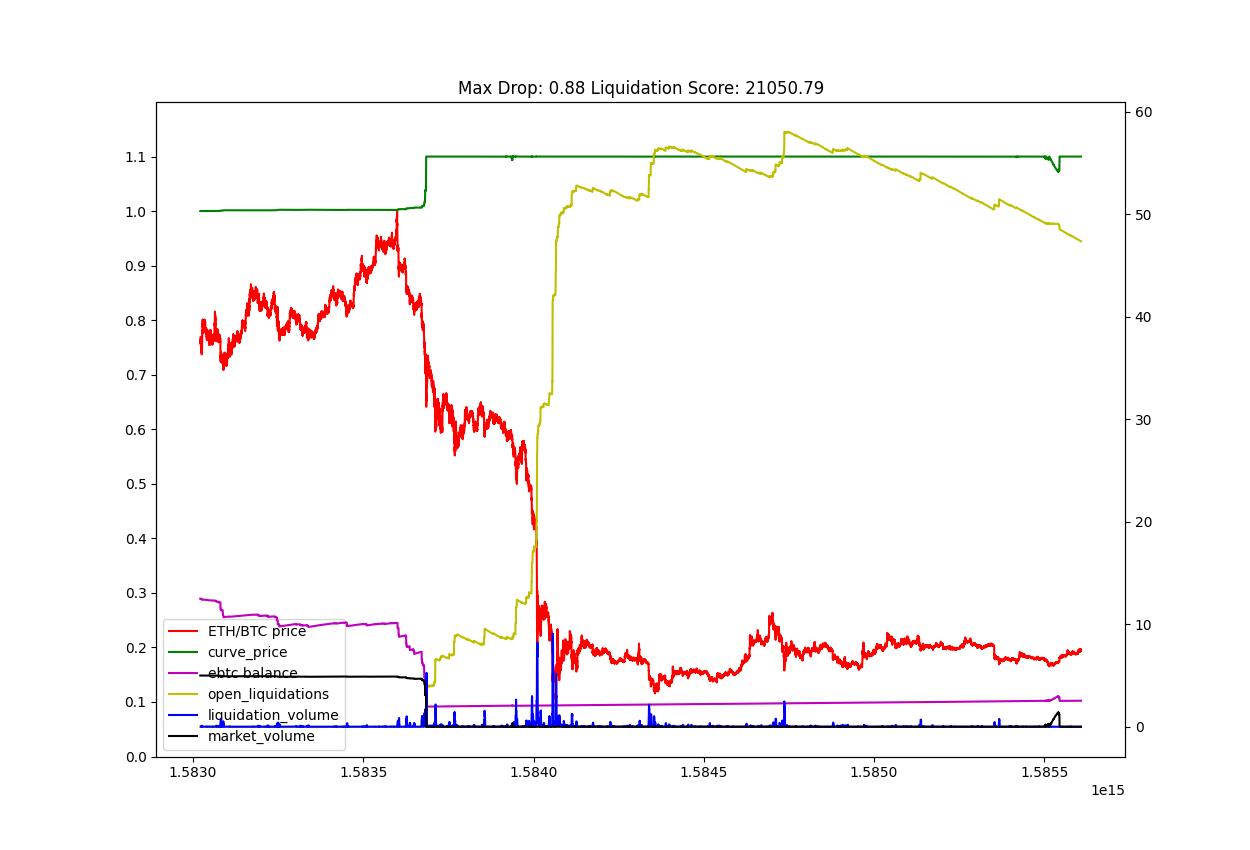 Max Drop: 0.88 Liquidation Score: 21050.79
1.1
1.0
0.9
0.8
0.7
0.6
0.5
0.4
0.3
0.2
0.1
0.0
60
50
40
30
20
10
0
ETH/BTC price
curve_price
ebtc balance
open_liquidations
liquidation_volume
market_volume
1.5830 1.5835 1.5840 1.5845 1.5850 1.5855
1e15